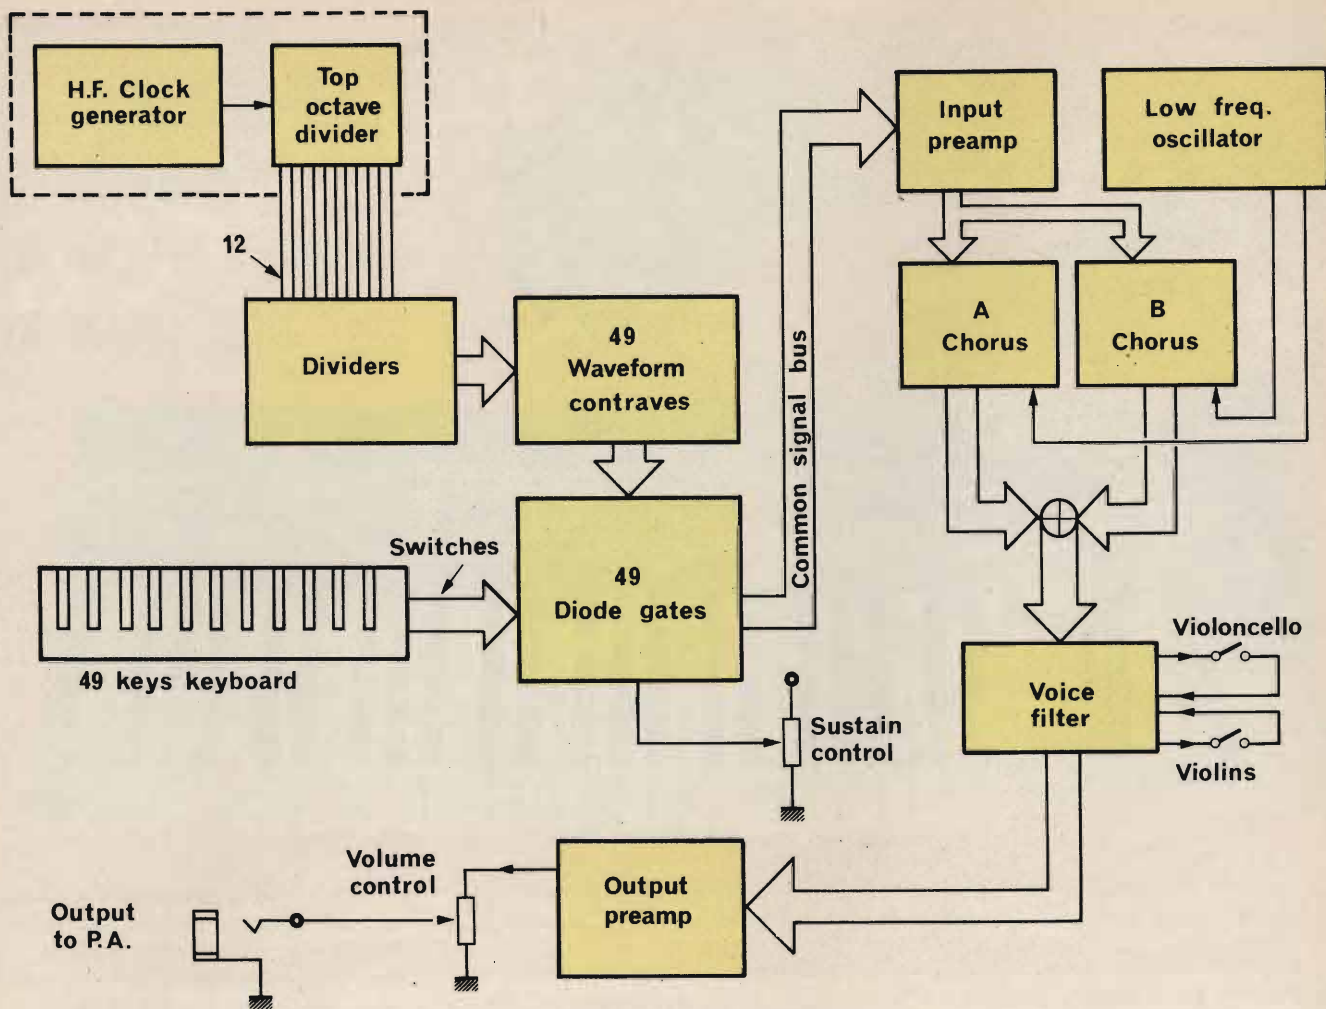 H.F. Clock
generator
Top
octave
divider
12
Dividers
49
Waveform
contraves
Switches
49
Diode gates
49 keys keyboard
Common signal bus
Input
preamp
Low freq.
oscillator
A
Chorus
B
Chorus
Sustain
control
Voice
filter
Violoncello
Violins
Output
preamp
Volume
control
Output
to P.A.